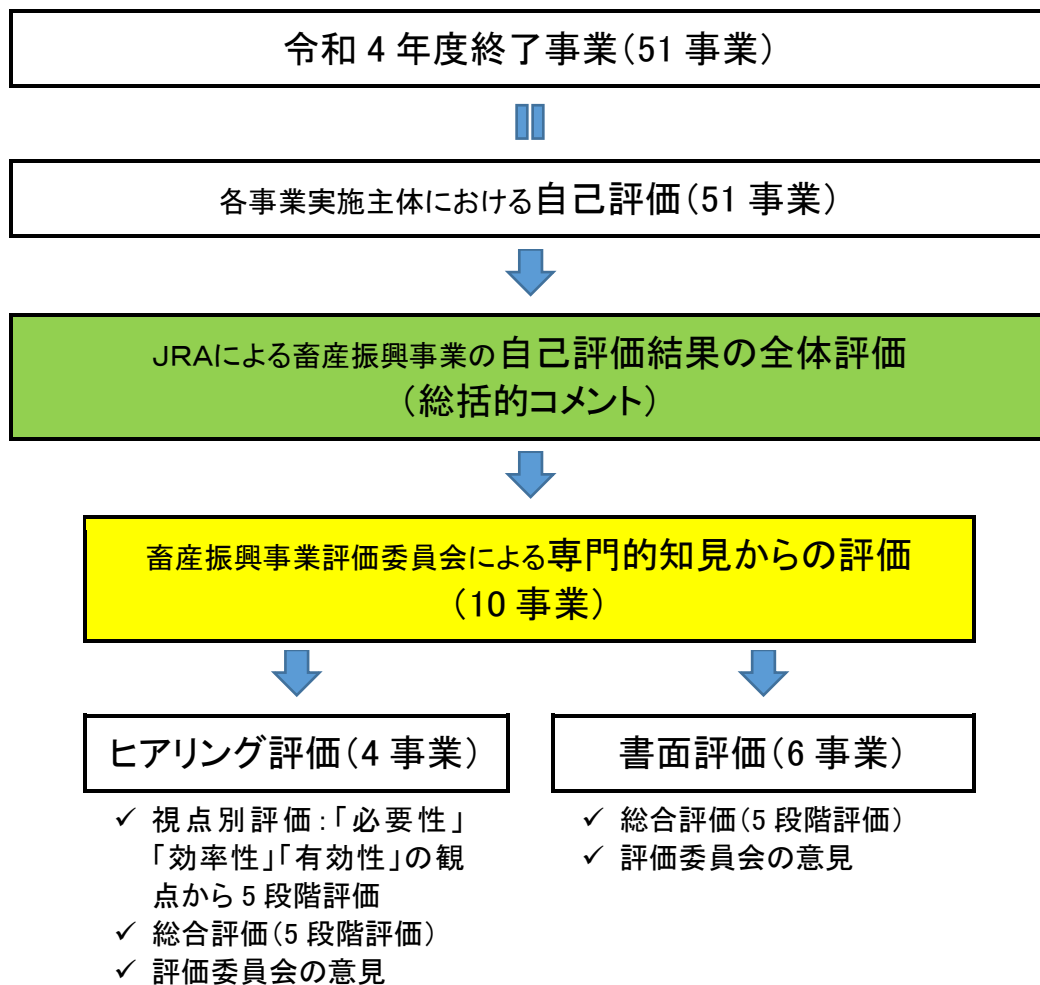 令和4年度終了事業(51事業)
各事業実施主体における自己評価(51事業)
JRAによる畜産振興事業の自己評価結果の全体評価
(総括的コメント)
畜産振興事業評価委員会による専門的知見からの評価
(10事業)
ヒアリング評価(4事業)
✓ 視点別評価:「必要性」
「効率性」「有効性」の観
点から5段階評価
✓ 総合評価(5段階評価)
✓ 評価委員会の意見
書面評価(6事業)
✓ 総合評価(5段階評価)
✓ 評価委員会の意見